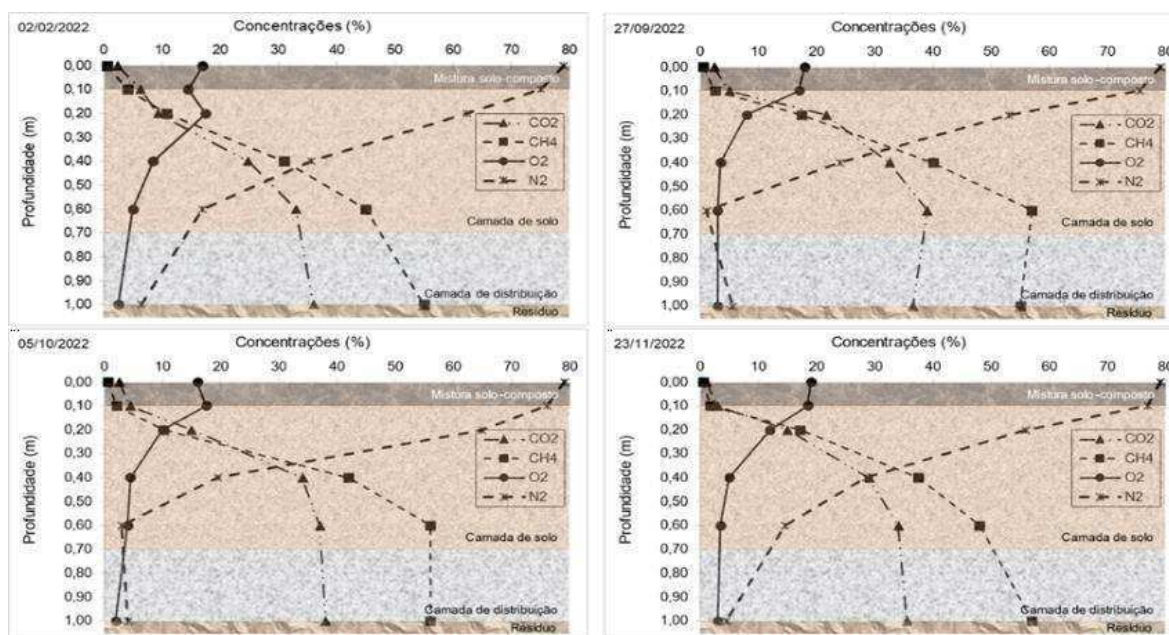 02/02/2022
Concentrações (%)
0 10 20 30 40 50 60 70 80
Profundidade (m)
0,00
0,10
0,20
0,30
0,40
0,50
0,60
0,70
0,80
0,90
1,00
Mistura solo-composto
CO2
CH4
O2
N2
Camada de solo
Camada de distribuição
Resíduo
27/09/2022
Concentrações (%)
0 10 20 30 40 50 60 70 80
Profundidade (m)
0,00
0,10
0,20
0,30
0,40
0,50
0,60
0,70
0,80
0,90
1,00
Mistura solo-composto
CO2
CH4
O2
N2
Camada de solo
Camada de distribuição
Resíduo
05/10/2022
Concentrações (%)
0 10 20 30 40 50 60 70 80
Profundidade (m)
0,00
0,10
0,20
0,30
0,40
0,50
0,60
0,70
0,80
0,90
1,00
Mistura solo-composto
CO2
CH4
O2
N2
Camada de solo
Camada de distribuição
Resíduo
23/11/2022
Concentrações (%)
0 10 20 30 40 50 60 70 80
Profundidade (m)
0,00
0,10
0,20
0,30
0,40
0,50
0,60
0,70
0,80
0,90
1,00
Mistura solo-composto
CO2
CH4
O2
N2
Camada de solo
Camada de distribuição
Resíduo